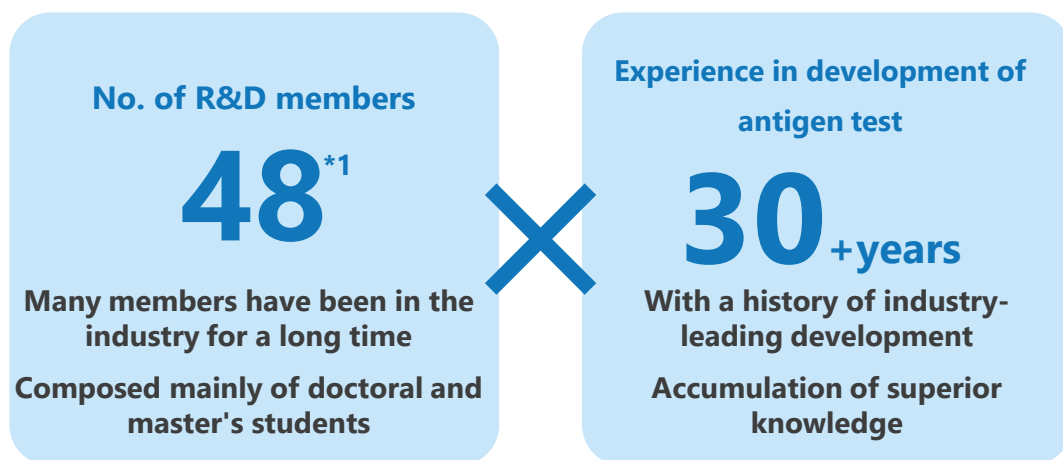 No. of R&D members
48*1
Many members have been in the
industry for a long time
Composed mainly of doctoral and
master's students
×
Experience in development of
antigen test
30+years
With a history of industry-
leading development
Accumulation of superior
knowledge